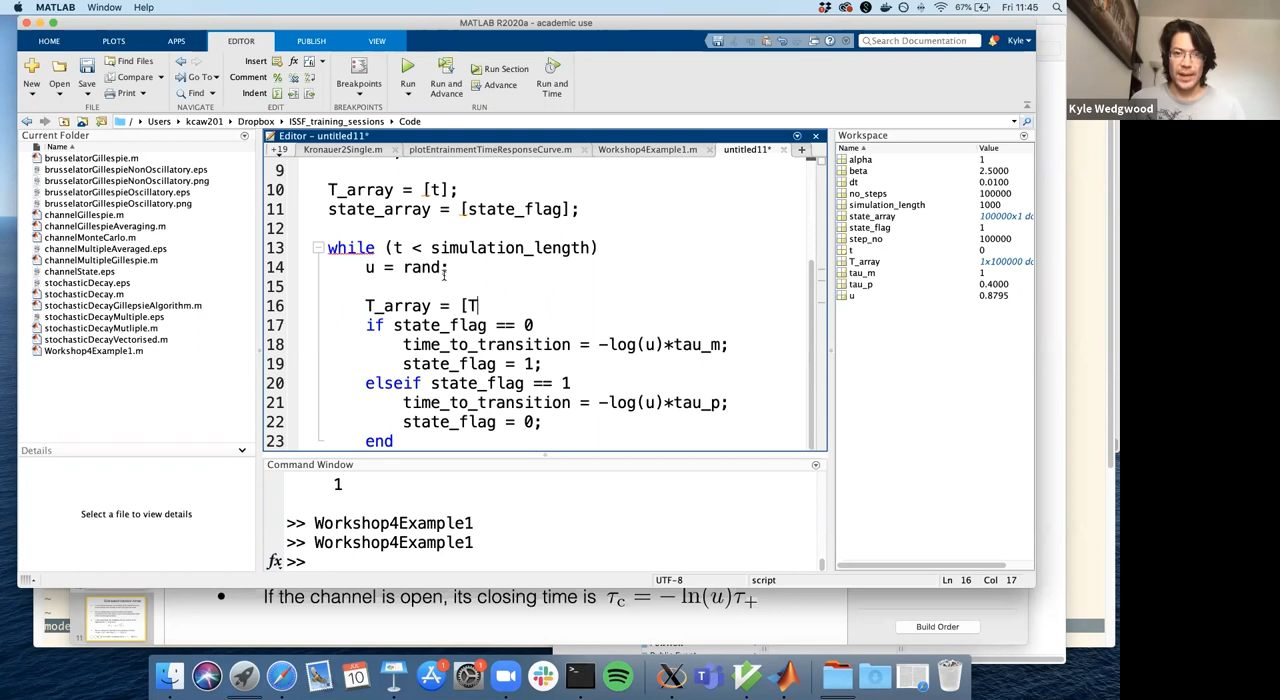 MATLAB Window Help
67% Fri 11:45
MATLAB R2020a - academic use
HOME PLOTS APPS EDITOR PUBLISH VIEW
Search Documentation
Kyle
New Open Save
Find Files
Compare
Print
FILE
Go To
Find
NAVIGATE
Insert fx
Comment %
Indent
EDIT
Breakpoints
BREAKPOINTS
Run
Run and Advance
Run Section
Advance
Run and Time
RUN
Kyle Wedgwood
/ Users kcaw201 Dropbox ISSF_training_sessions Code
Current Folder
Name
brusselatorGillespie.m
brusselatorGillespieNonOscillatory.eps
brusselatorGillespieNonOscillatory.png
brusselatorGillespieOscillatory.eps
brusselatorGillespieOscillatory.png
channelGillespie.m
channelGillespieAveraging.m
channelMonteCarlo.m
channelMultipleAveraged.eps
channelMultipleGillespie.m
channelState.eps
stochasticDecay.eps
stochasticDecay.m
stochasticDecayGillepsieAlgorithm.m
stochasticDecayMultiple.eps
stochasticDecayMutliple.m
stochasticDecayVectorised.m
Workshop4Example1.m
Details
Select a file to view details
Editor - untitled11*
+19 Kronauer2Single.m plotEntrainmentTimeResponseCurve.m Workshop4Example1.m untitled11*
9
10 T_array = [t];
11 state_array = [state_flag];
12
13 while (t < simulation_length)
14 u = rand;
15
16 T_array = [T
17 if state_flag == 0
18 time_to_transition = -log(u)*tau_m;
19 state_flag = 1;
20 elseif state_flag == 1
21 time_to_transition = -log(u)*tau_p;
22 state_flag = 0;
23 end
Command Window
1
>> Workshop4Example1
>> Workshop4Example1
fx >>
Workspace
Name Value
alpha 1
beta 2.5000
dt 0.0100
no_steps 100000
simulation_length 1000
state_array 100000x1 do
state_flag 1
step_no 100000
t 0
T_array 1x100000 do
tau_m 1
tau_p 0.4000
u 0.8795
UTF-8 script Ln 16 Col 17
• If the channel is open, its closing time is τc = − ln(u)τ+
mode
11
Build Order